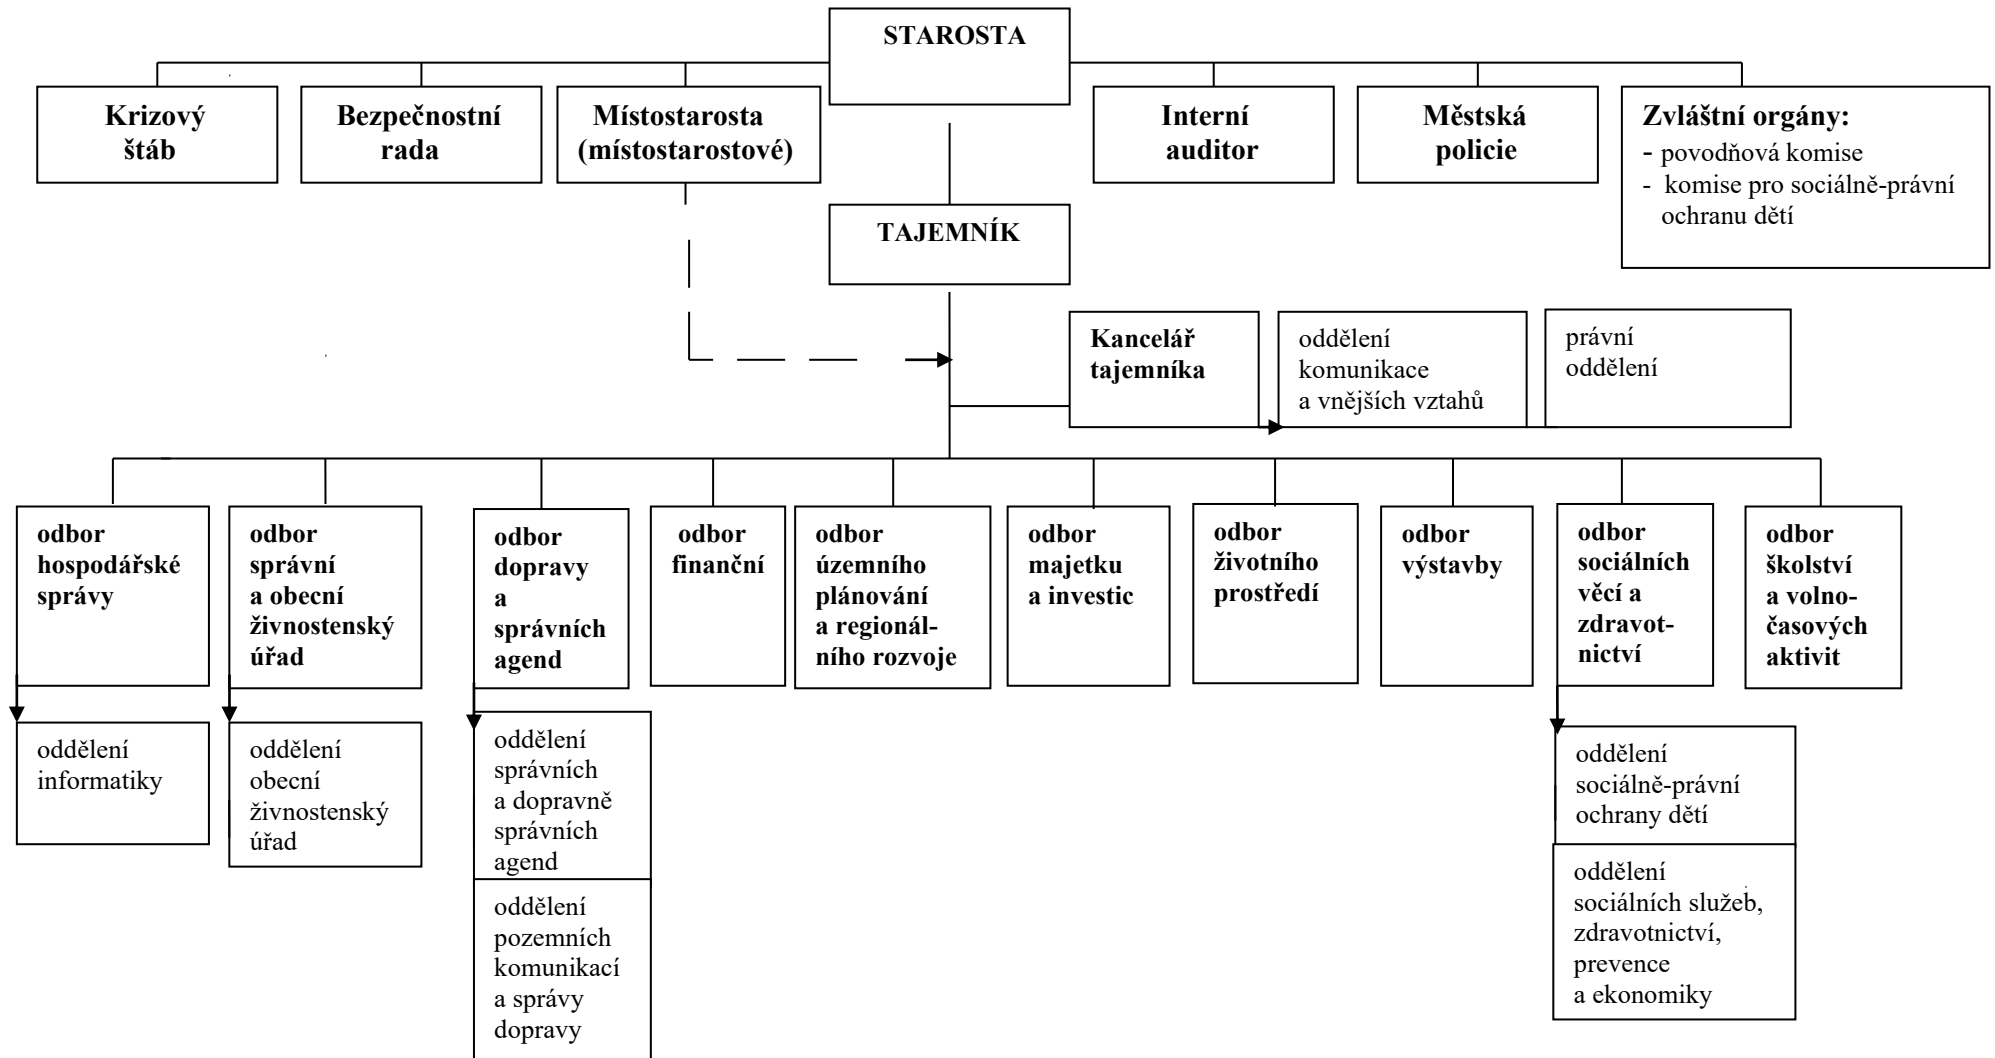 STAROSTA
Krizový
štáb
Bezpečnostní
rada
Místostarosta
(místostarostové)
Interní
auditor
Městská
policie
Zvláštní orgány:
- povodňová komise
- komise pro sociálně-právní
ochranu dětí
TAJEMNÍK
Kancelář
tajemníka
oddělení
komunikace
a vnějších vztahů
právní
oddělení
odbor
hospodářské
správy
odbor
správní
a obecní
živnostenský
úřad
odbor
dopravy
a
správních
agend
odbor
finanční
odbor
územního
plánování
a regionál-
ního rozvoje
odbor
majetku
a investic
odbor
životního
prostředí
odbor
výstavby
odbor
sociálních
věcí a
zdravot-
nictví
odbor
školství
a volno-
časových
aktivit
oddělení
informatiky
oddělení
obecní
živnostenský
úřad
oddělení
správních
a dopravně
správních
agend
oddělení
pozemních
komunikací
a správy
dopravy
oddělení
sociálně-právní
ochrany dětí
oddělení
sociálních služeb,
zdravotnictví,
prevence
a ekonomiky